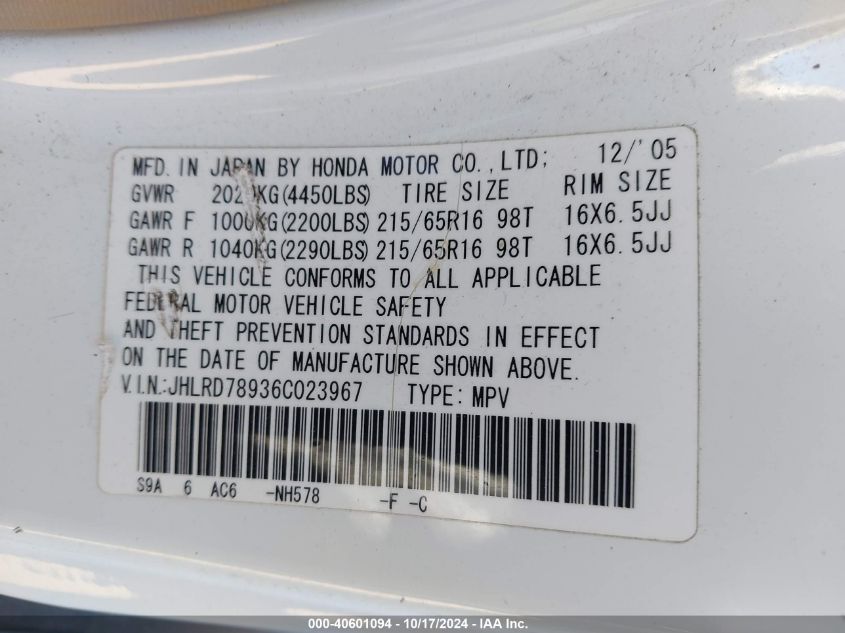 MFD. IN JAPAN BY HONDA MOTOR CO., LTD; 12/'05
GVWR 2020KG(4450LBS) TIRE SIZE RIM SIZE
GAWR F 1000KG(2200LBS) 215/65R16 98T 16X6.5JJ
GAWR R 1040KG(2290LBS) 215/65R16 98T 16X6.5JJ
THIS VEHICLE CONFORMS TO ALL APPLICABLE
FEDERAL MOTOR VEHICLE SAFETY
AND THEFT PREVENTION STANDARDS IN EFFECT
ON THE DATE OF MANUFACTURE SHOWN ABOVE.
V.I.N.:JHLRD78936C023967 TYPE: MPV
S9A 6 AC6 -NH578 -F -C
000-40601094 - 10/17/2024 - IAA Inc.